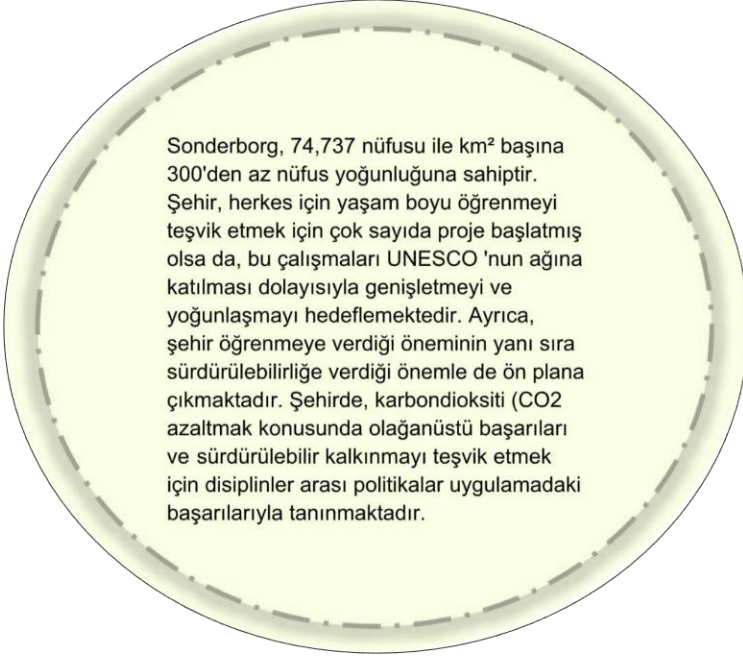 Sonderborg, 74,737 nüfusu ile km² başına
300'den az nüfus yoğunluğuna sahiptir.
Şehir, herkes için yaşam boyu öğrenmeyi
teşvik etmek için çok sayıda proje başlatmış
olsa da, bu çalışmaları UNESCO 'nun ağına
katılması dolayısıyla genişletmeyi ve
yoğunlaşmayı hedeflemektedir. Ayrıca,
şehir öğrenmeye verdiği öneminin yanı sıra
sürdürülebilirliğe verdiği önemle de ön plana
çıkmaktadır. Şehirde, karbondioksiti (CO2
azaltmak konusunda olağanüstü başarıları
ve sürdürülebilir kalkınmayı teşvik etmek
için disiplinler arası politikalar uygulamadaki
başarılarıyla tanınmaktadır.